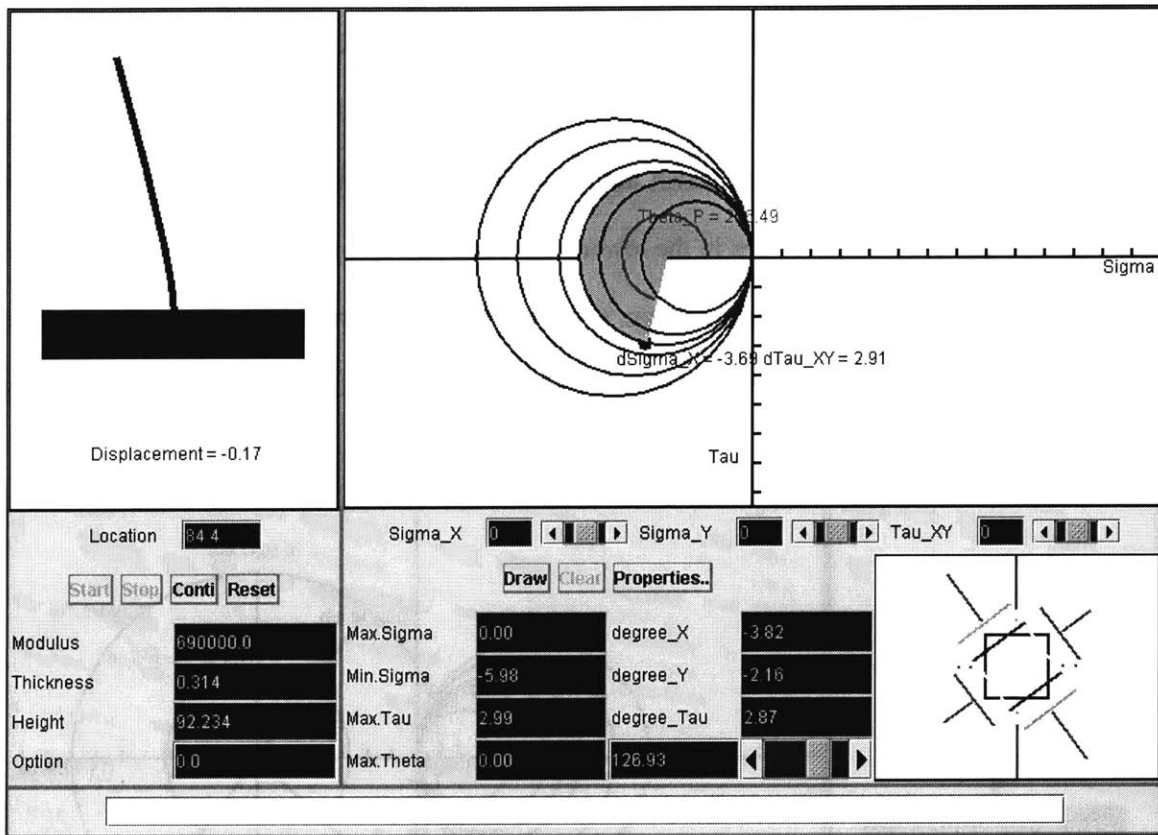 Theta_P = 2 .49
Sigma
dSigma_X = -3.69 dTau_XY = 2.91
Tau
Displacement = -0.17
Location 84.4
Sigma_X 0 Sigma_Y 0 Tau_XY 0
Start Stop Conti Reset
Draw Clear Properties..
Modulus 690000.0
Thickness 0.314
Height 92.234
Option 0.0
Max.Sigma 0.00 degree_X -3.82
Min.Sigma -5.98 degree_Y -2.16
Max.Tau 2.99 degree_Tau 2.87
Max.Theta 0.00 126.93